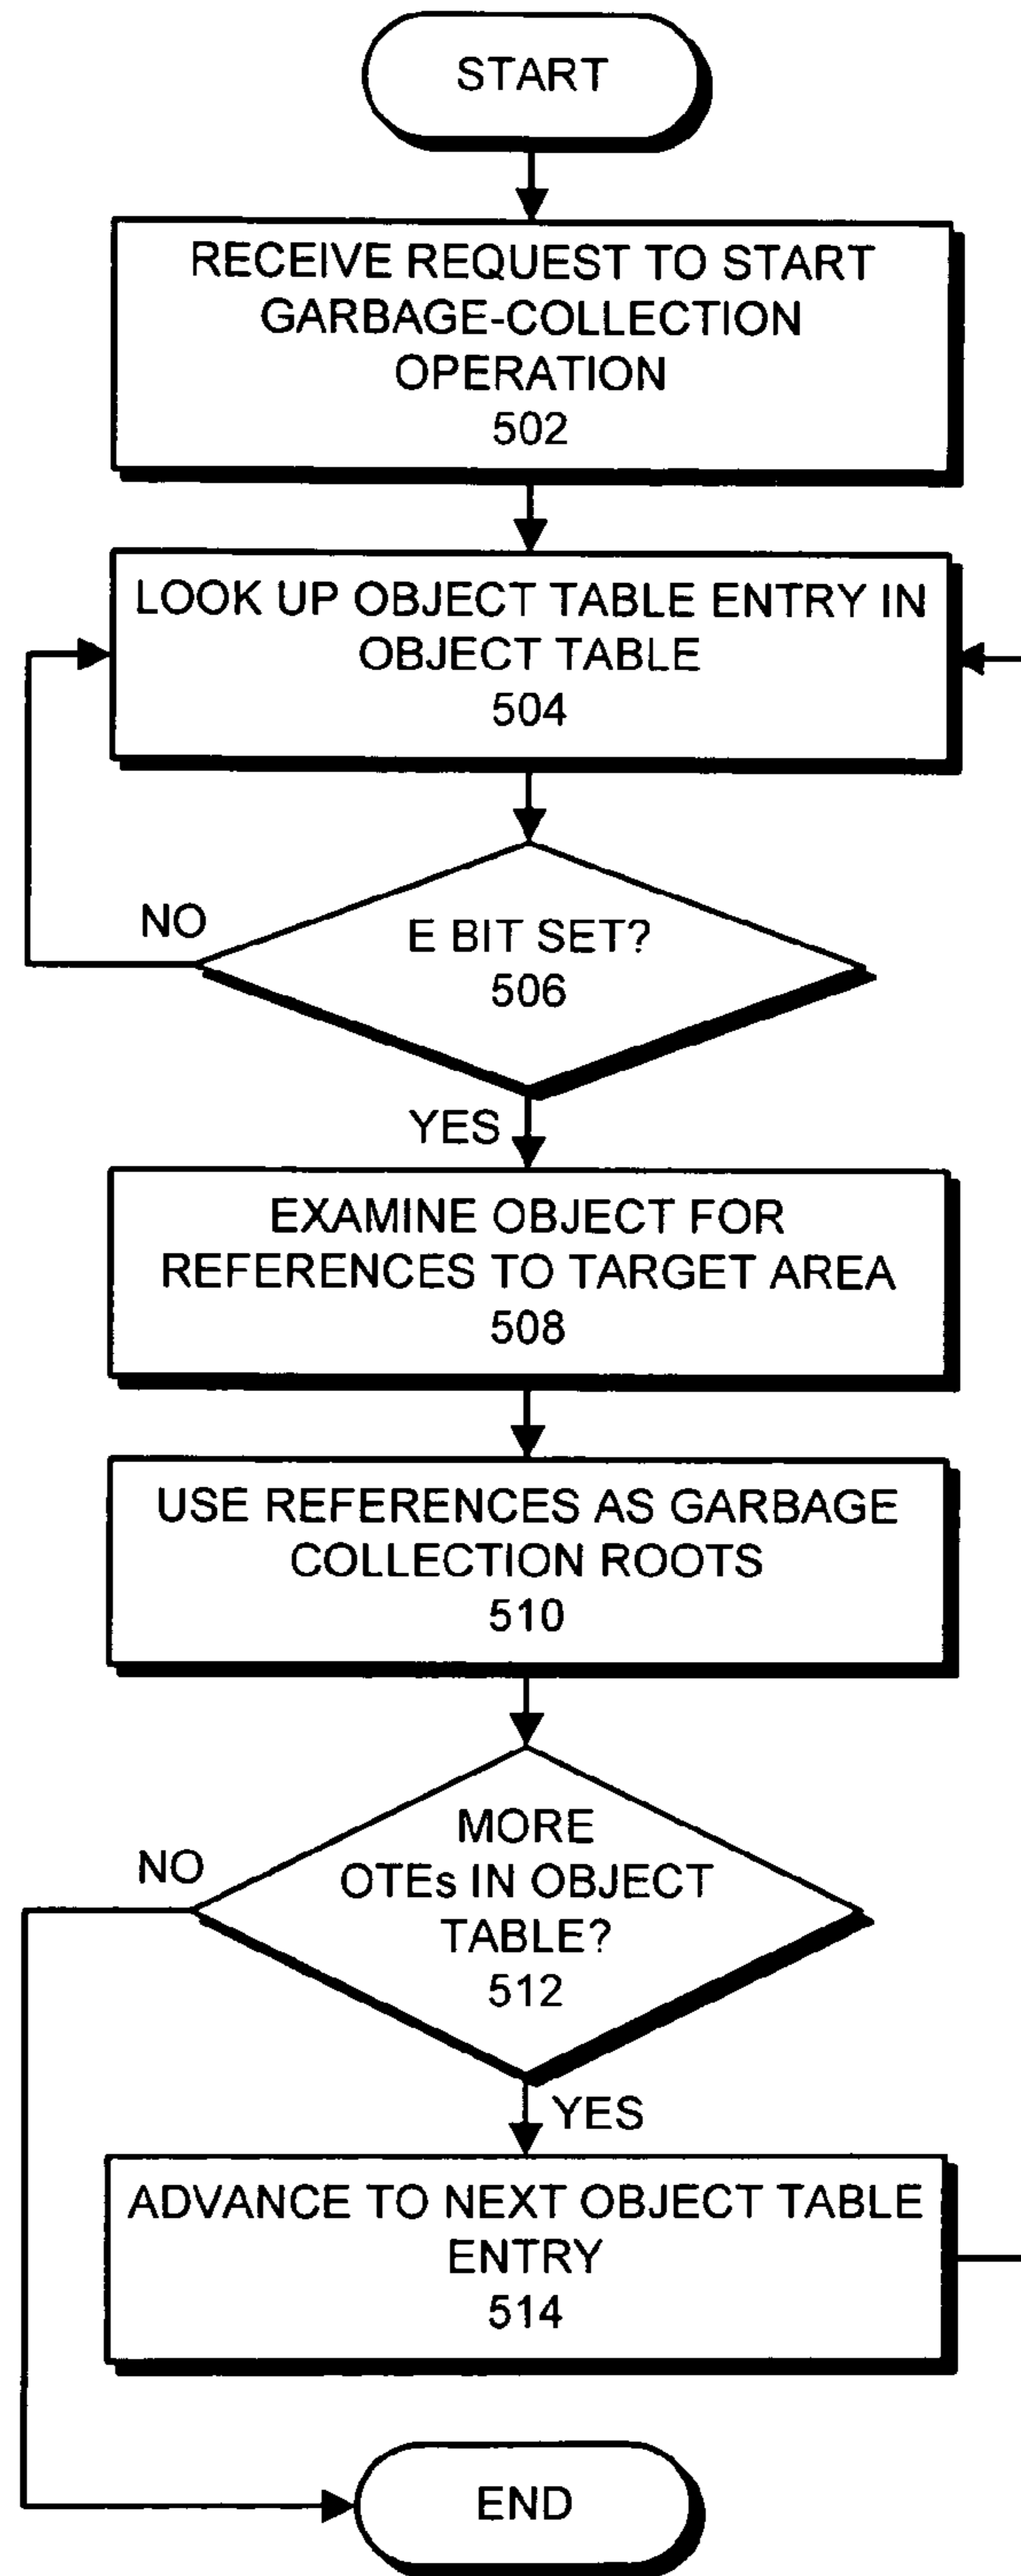 START
RECEIVE REQUEST TO START
GARBAGE-COLLECTION
OPERATION
502
LOOK UP OBJECT TABLE ENTRY IN
OBJECT TABLE
504
NO
E BIT SET?
506
YES
EXAMINE OBJECT FOR
REFERENCES TO TARGET AREA
508
USE REFERENCES AS GARBAGE
COLLECTION ROOTS
510
MORE
NO
OTEs IN OBJECT
TABLE?
512
YES
ADVANCE TO NEXT OBJECT TABLE
ENTRY
514
END